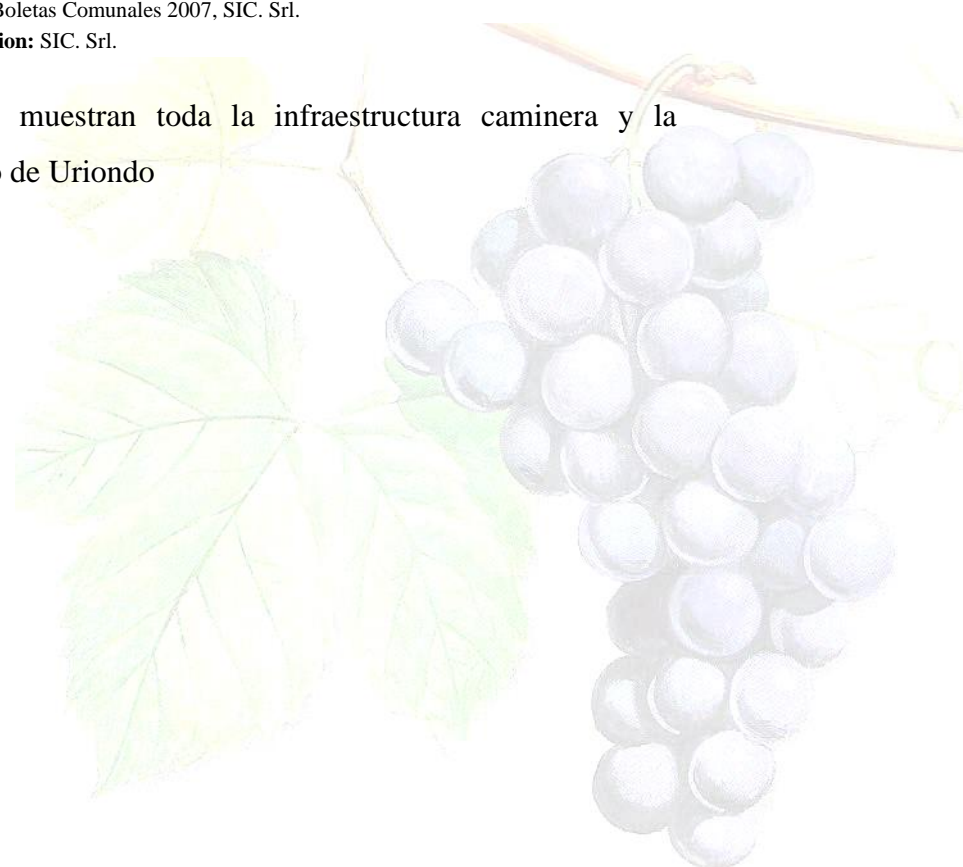 Boletas Comunales 2007, SIC. Srl.
ion: SIC. Srl.
muestran toda la infraestructura caminera y la
o de Uriondo